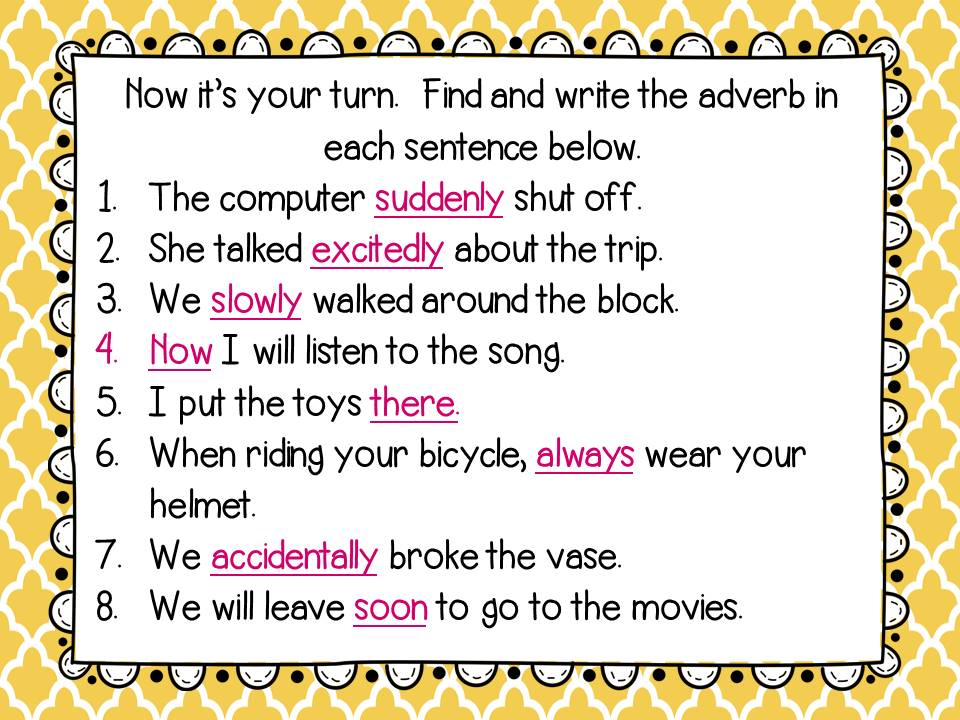 Now it's your turn. Find and write the adverb in
each sentence below.
1. The computer suddenly shut off.
2. She talked excitedly about the trip.
3. We slowly walked around the block.
4. Now I will listen to the song.
5. I put the toys there.
6. When riding your bicycle, always wear your
helmet.
7. We accidentally broke the vase.
8. We will leave soon to go to the movies.